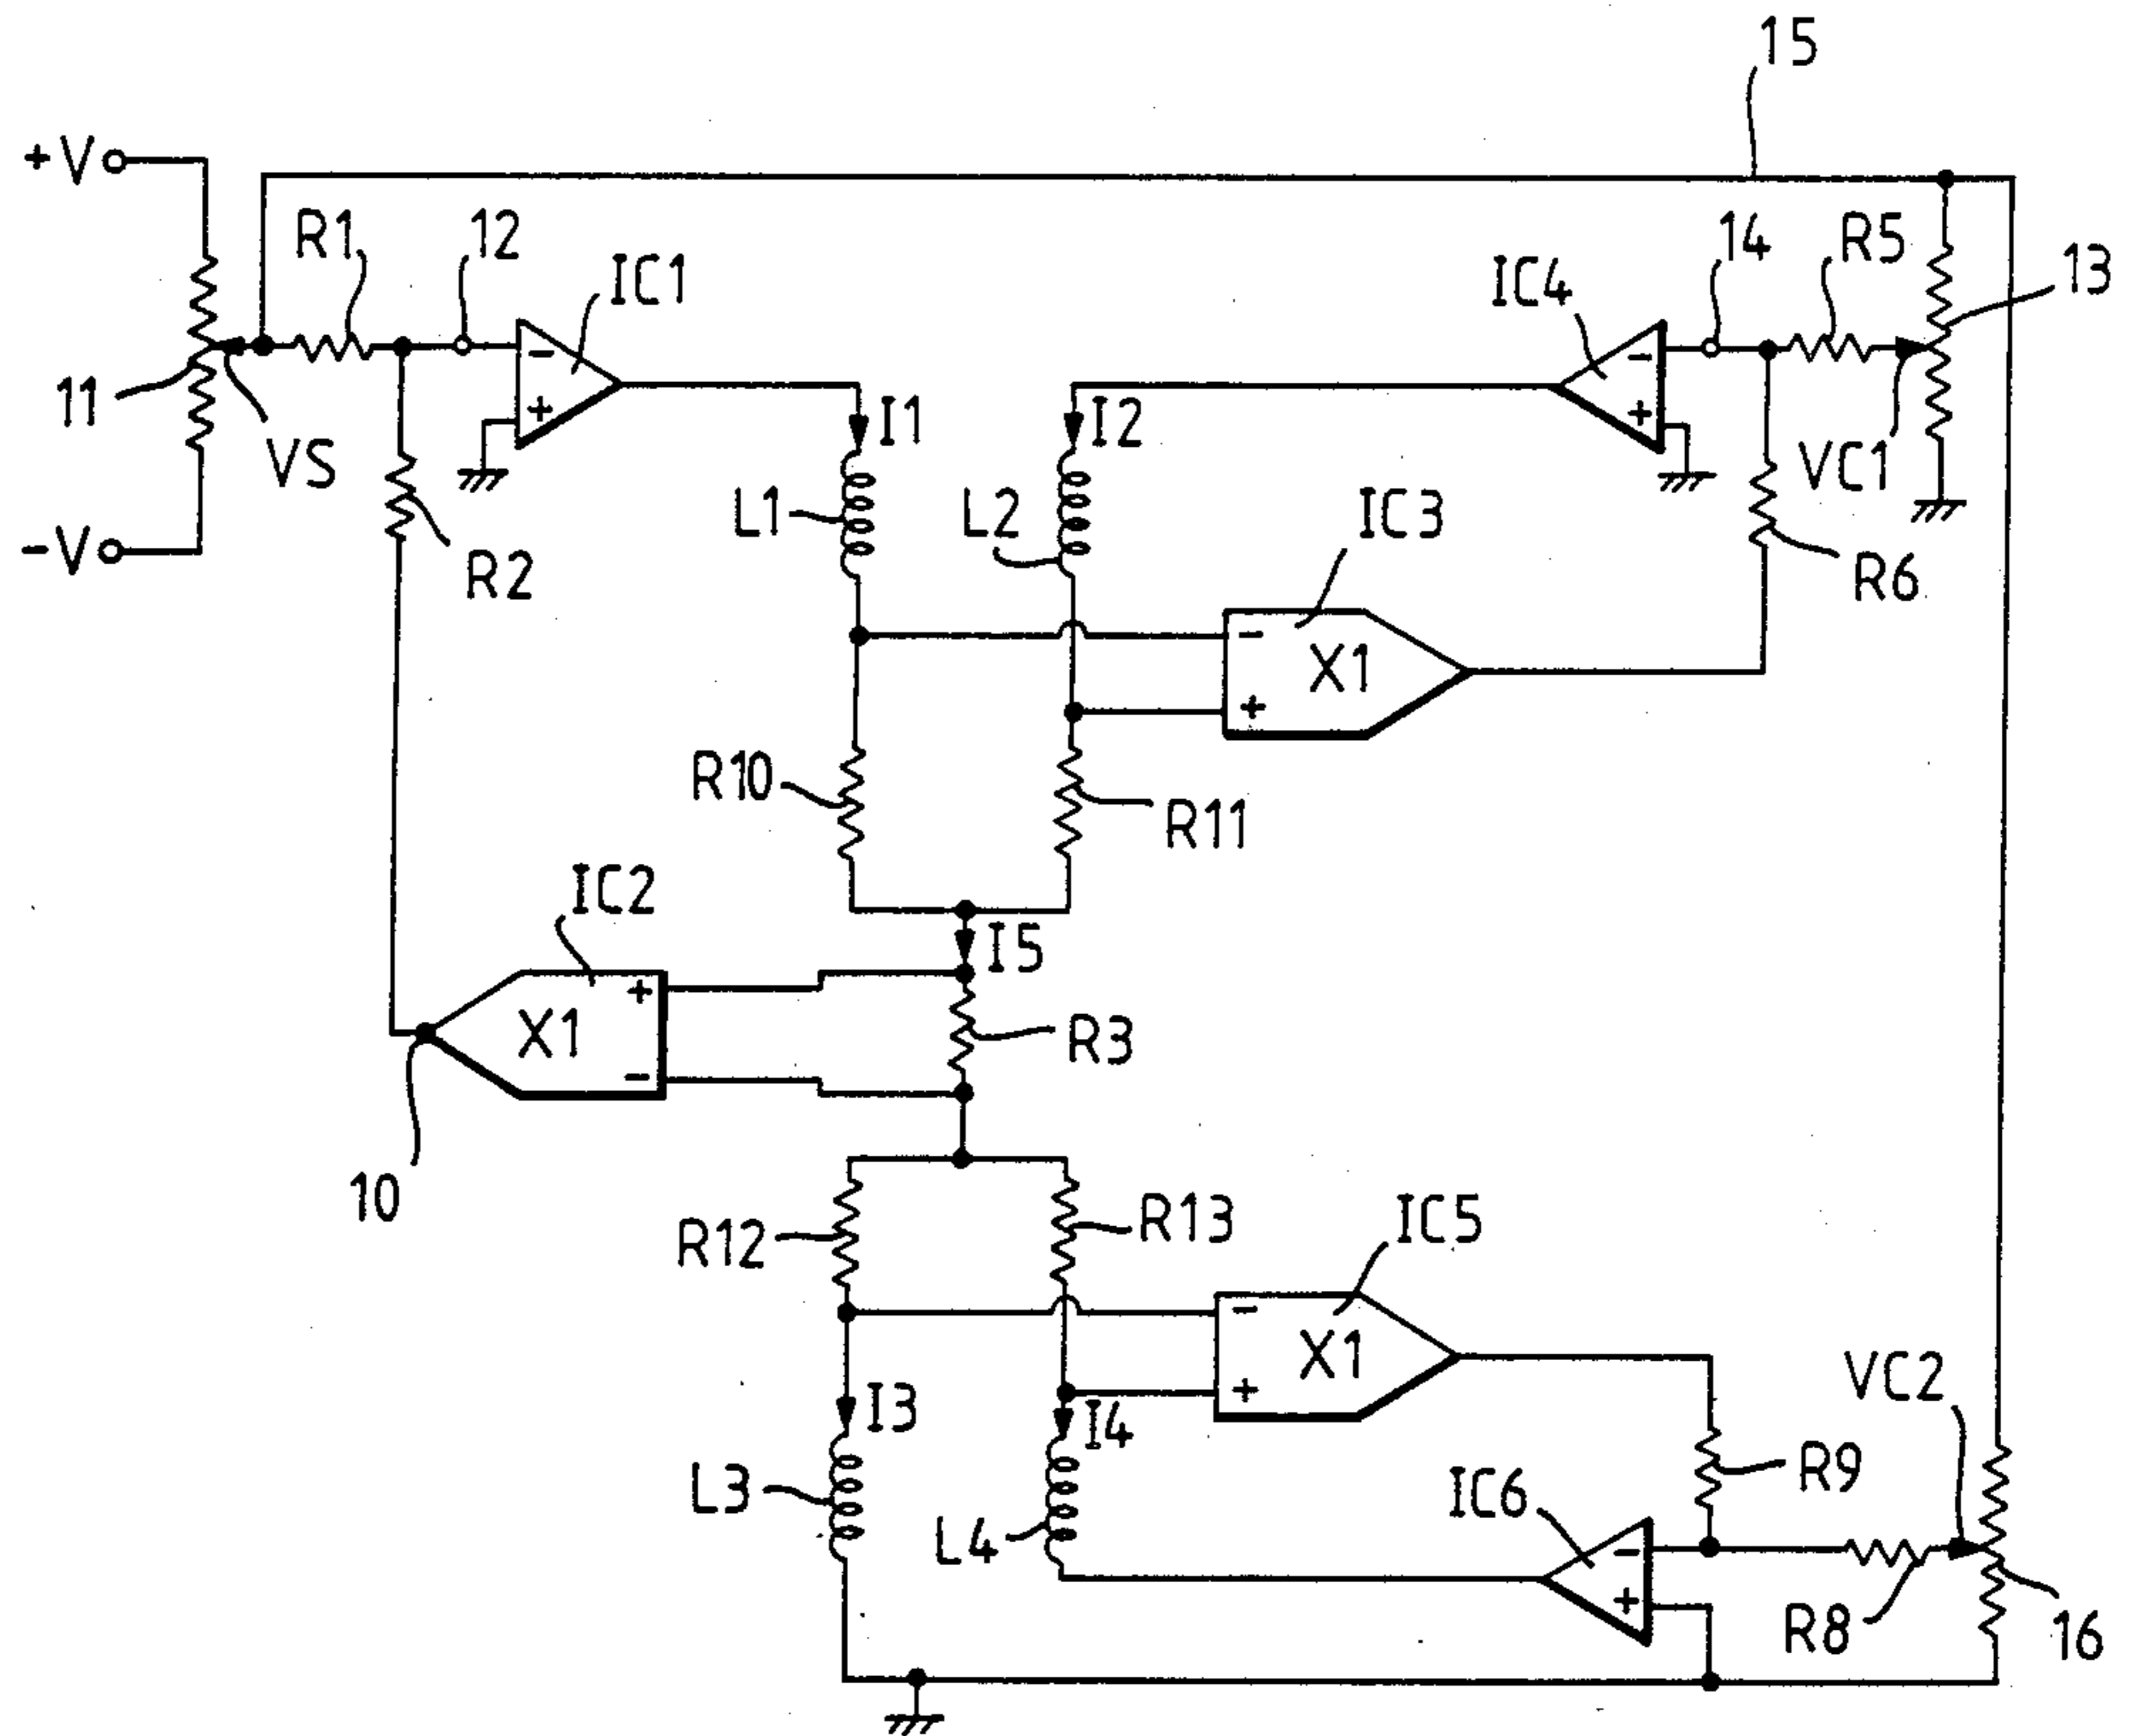 15
+V
R1
12
IC1
IC4
14
R5
13
11
VS
I1
I2
VC1
-V
R2
L1
L2
IC3
R6
-
+
-
+
-
X1
+
R10
R11
IC2
I5
+
X1
-
R3
10
R12
R13
IC5
-
X1
+
VC2
I3
I4
L3
L4
IC6
R9
-
+
R8
16